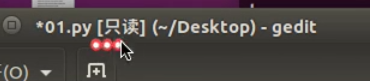 *01.py [只读] (~/Desktop) - gedit
(O)